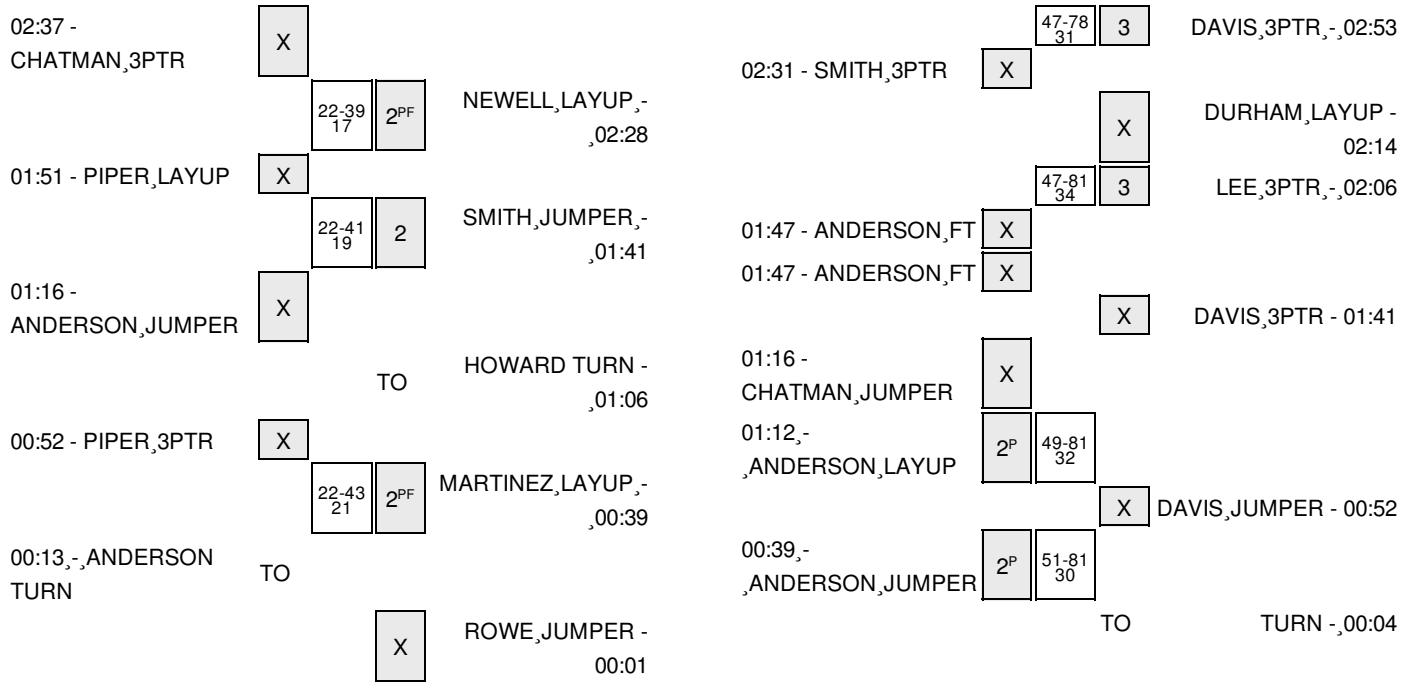 02:37 -
CHATMAN¸3PTR
X
22-39
17
2PF
NEWELL¸LAYUP¸-
¸02:28
01:51 - PIPER¸LAYUP
X
22-41
19
2
SMITH¸JUMPER¸-
¸01:41
01:16 -
ANDERSON¸JUMPER
X
TO
HOWARD TURN -
¸01:06
00:52 - PIPER¸3PTR
X
22-43
21
2PF
MARTINEZ¸LAYUP¸-
¸00:39
00:13¸-¸ANDERSON
TURN
TO
X
ROWE¸JUMPER -
00:01
47-78
31
3
DAVIS¸3PTR¸-¸02:53
02:31 - SMITH¸3PTR
X
X
DURHAM¸LAYUP -
02:14
47-81
34
3
LEE¸3PTR¸-¸02:06
01:47 - ANDERSON¸FT
X
01:47 - ANDERSON¸FT
X
X
DAVIS¸3PTR - 01:41
01:16 -
CHATMAN¸JUMPER
X
01:12¸-
¸ANDERSON¸LAYUP
2P
49-81
32
X
DAVIS¸JUMPER - 00:52
00:39¸-
¸ANDERSON¸JUMPER
2P
51-81
30
TO
TURN -¸00:04